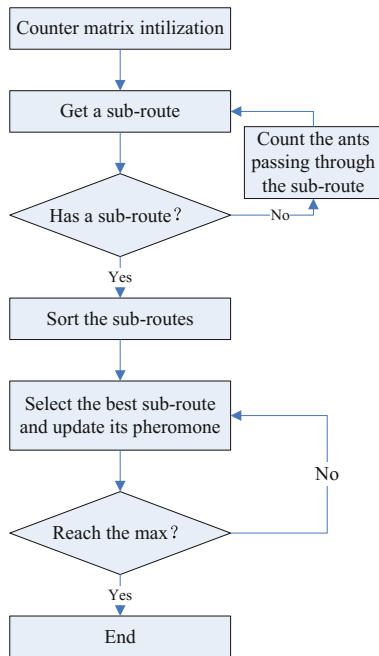 Counter matrix intilization
Get a sub-route
Count the ants
passing through
the sub-route
Has a sub-route？
No
Yes
Sort the sub-routes
Select the best sub-route
and update its pheromone
No
Reach the max？
Yes
End